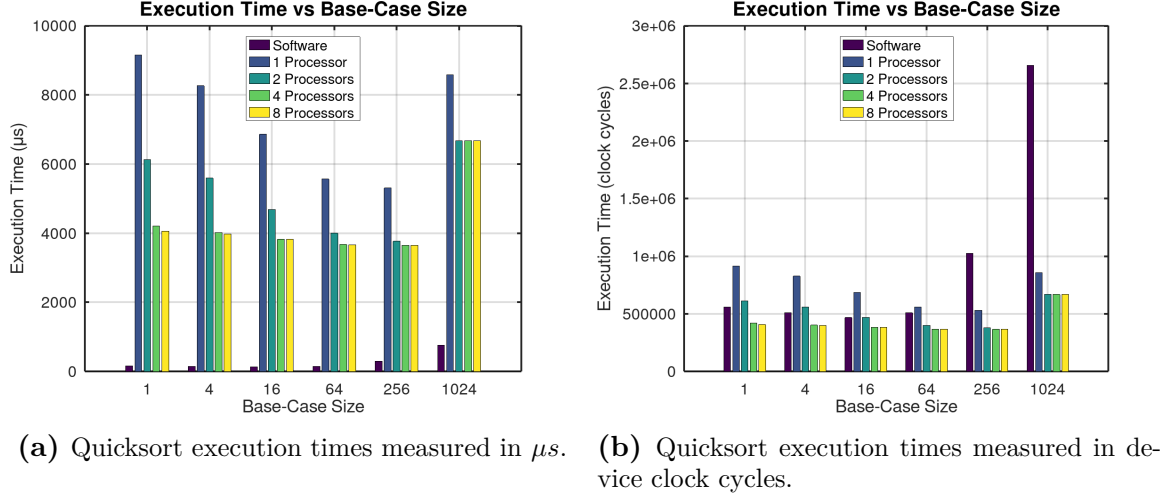 Execution Time vs Base-Case Size
10000
8000
6000
4000
2000
0
Execution Time (µs)
Software
1 Processor
2 Processors
4 Processors
8 Processors
1 4 16 64 256 1024
Base-Case Size
(a) Quicksort execution times measured in µs.
Execution Time vs Base-Case Size
3e+06
2.5e+06
2e+06
1.5e+06
1e+06
500000
0
Execution Time (clock cycles)
Software
1 Processor
2 Processors
4 Processors
8 Processors
1 4 16 64 256 1024
Base-Case Size
(b) Quicksort execution times measured in de-
vice clock cycles.